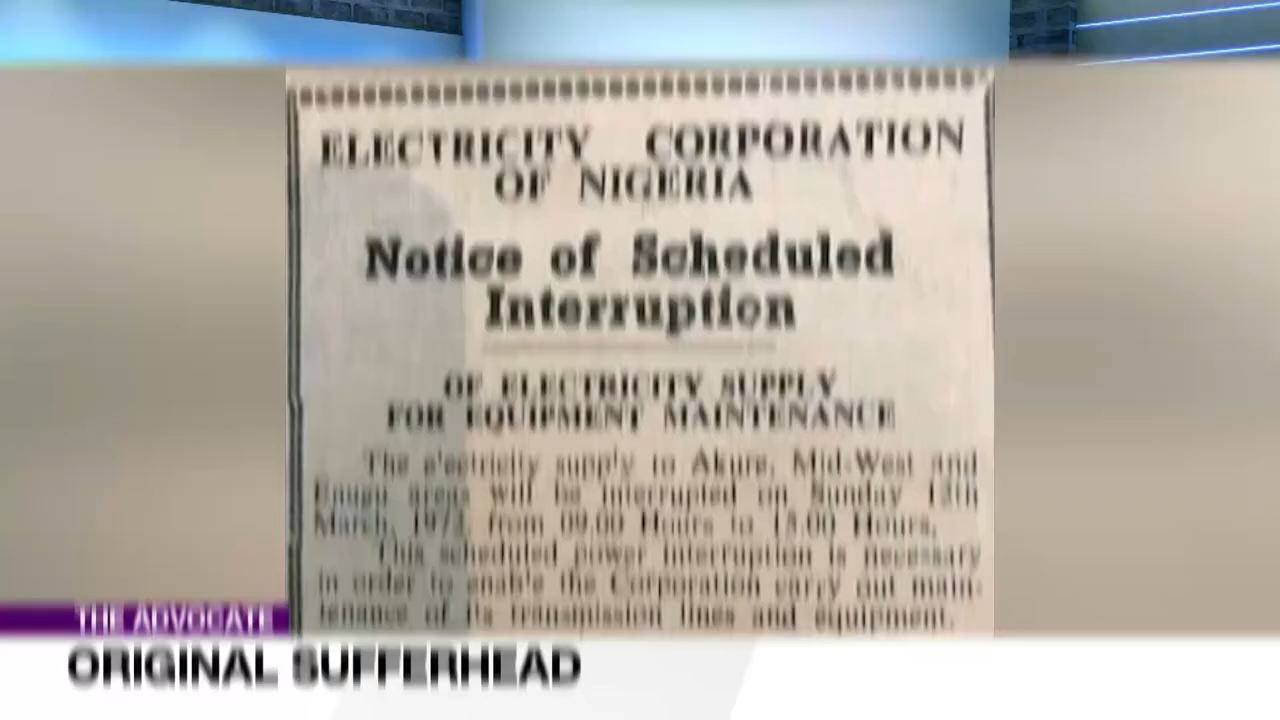 ELECTRICITY CORPORATION
OF NIGERIA
Notice of Scheduled
Interruption
OF ELECTRICITY SUPPLY
FOR EQUIPMENT MAINTENANCE
The electricity supply to Akure, Mid-West and
Enugu areas will be interrupted on Sunday 12th
March, 1972 from 09.00 Hours to 15.00 Hours.
This scheduled power interruption is necessary
in order to enable the Corporation carry out main-
tenance of its transmission lines and equipment.
THE ADVOCATE
ORIGINAL SUFFERHEAD